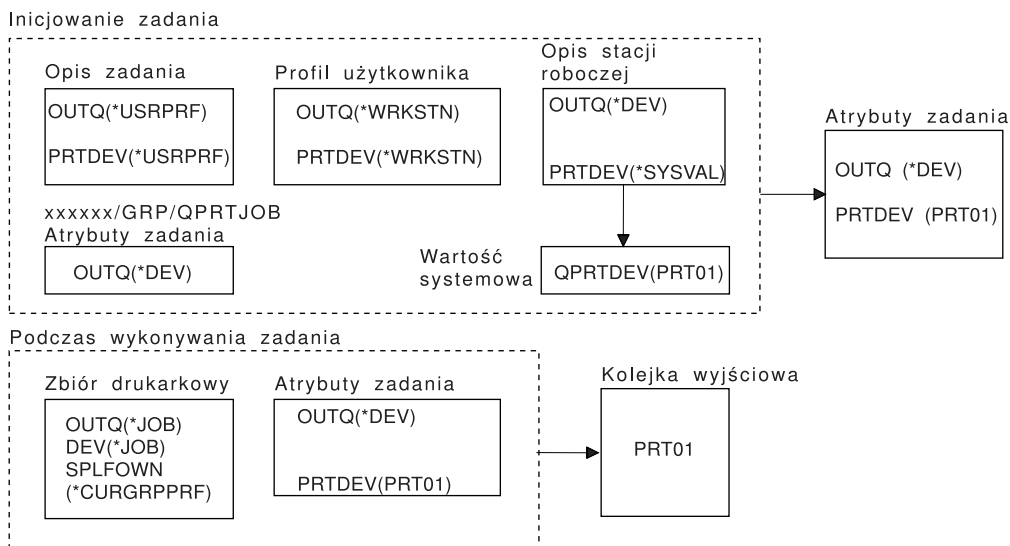 Inicjowanie zadania
Opis zadania
OUTQ(*USRPRF)
PRTDEV(*USRPRF)
Profil użytkownika
OUTQ(*WRKSTN)
PRTDEV(*WRKSTN)
Opis stacji
roboczej
OUTQ(*DEV)
PRTDEV(*SYSVAL)
Atrybuty zadania
OUTQ (*DEV)
PRTDEV (PRT01)
xxxxxx/GRP/QPRTJOB
Atrybuty zadania
OUTQ(*DEV)
Wartość
systemowa
QPRTDEV(PRT01)
Podczas wykonywania zadania
Zbiór drukarkowy
OUTQ(*JOB)
DEV(*JOB)
SPLFOWN
(*CURGRPPRF)
Atrybuty zadania
OUTQ(*DEV)
PRTDEV(PRT01)
Kolejka wyjściowa
PRT01